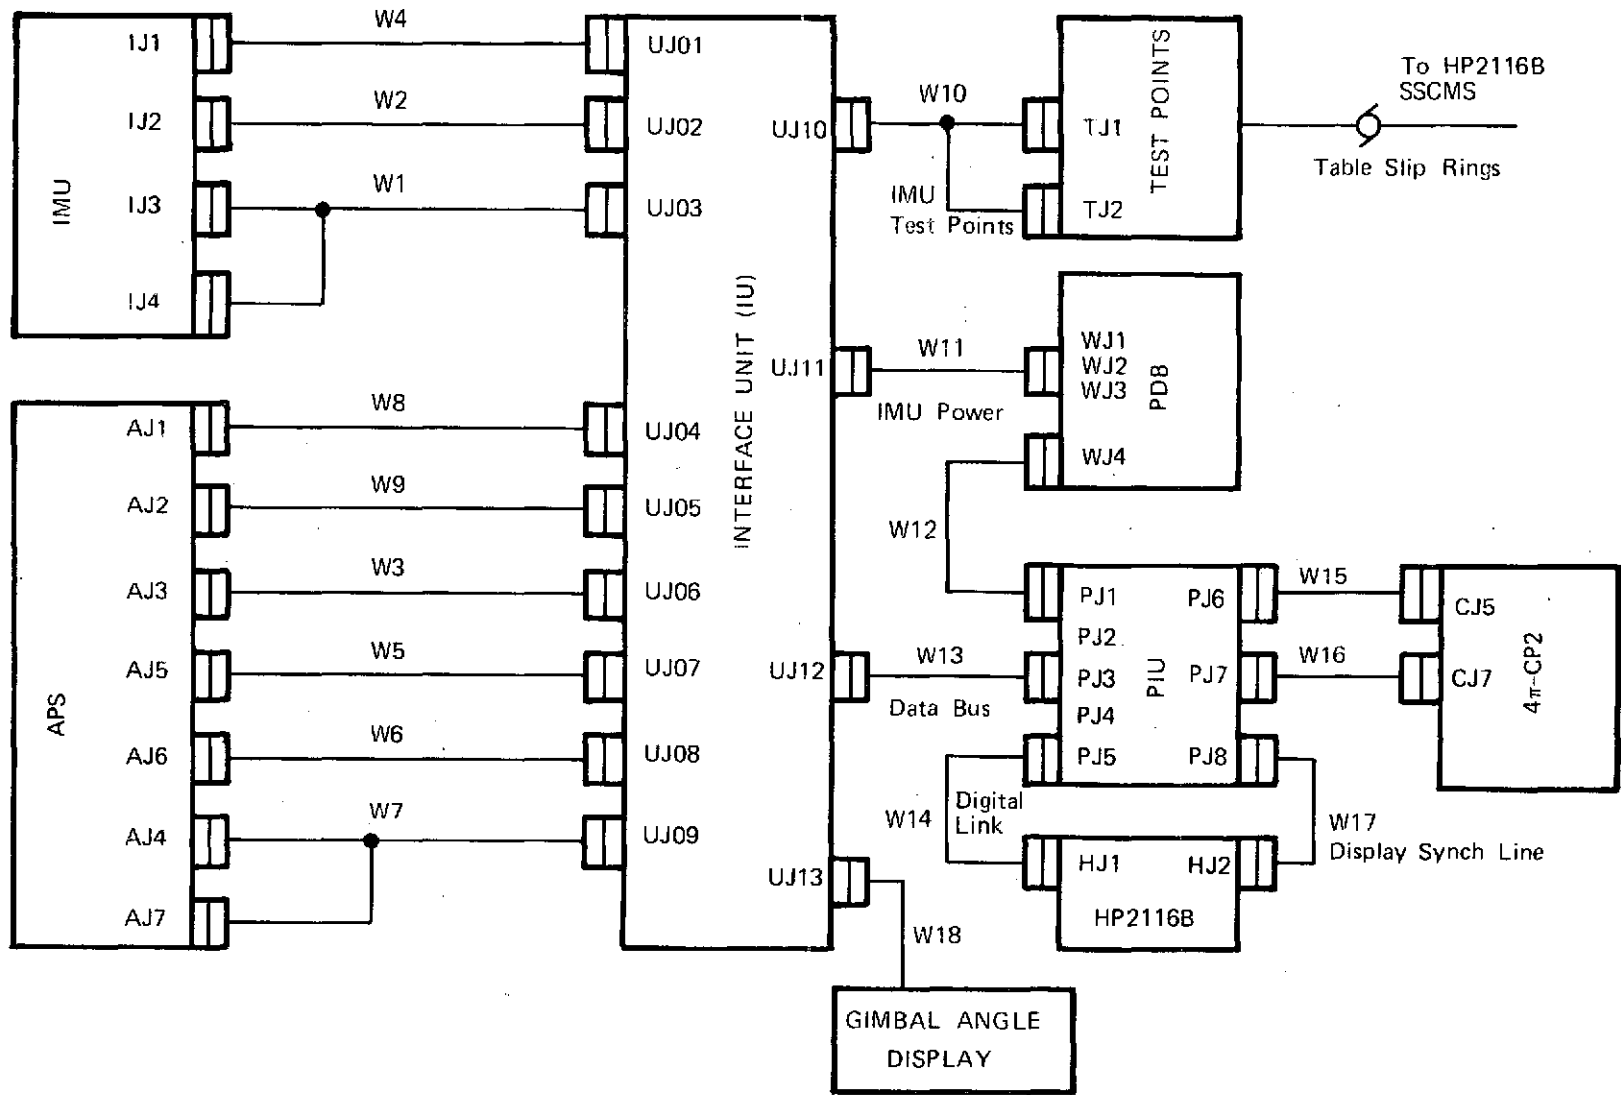 IMU
IJ1
IJ2
IJ3
IJ4
W4
W2
W1
APS
AJ1
AJ2
AJ3
AJ5
AJ6
AJ4
AJ7
W8
W9
W3
W5
W6
W7
INTERFACE UNIT (IU)
UJ01
UJ02
UJ03
UJ04
UJ05
UJ06
UJ07
UJ08
UJ09
UJ10
UJ11
UJ12
UJ13
W10
IMU
Test Points
TEST POINTS
TJ1
TJ2
To HP2116B
SSCMS
Table Slip Rings
W11
IMU Power
WJ1
WJ2
WJ3
WJ4
PDB
W12
W13
Data Bus
PJ1
PJ2
PJ3
PJ4
PJ5
PIU
PJ6
PJ7
PJ8
W15
W16
CJ5
CJ7
4π-CP2
W14
Digital
Link
W17
Display Synch Line
HJ1
HJ2
HP2116B
W18
GIMBAL ANGLE
DISPLAY